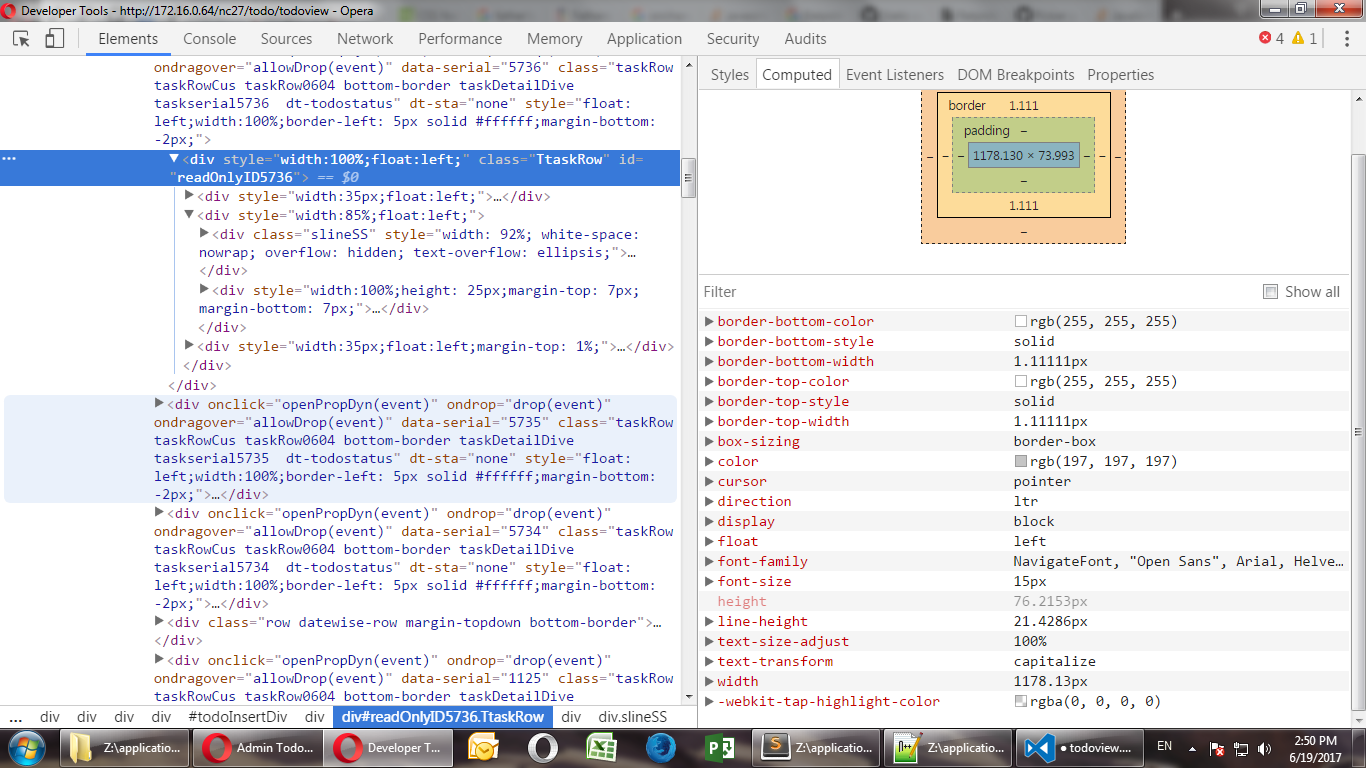 Developer Tools - http://172.16.0.64/nc27/todo/todoview - Opera
Elements Console Sources Network Performance Memory Application Security Audits 4 1
ondragover="allowDrop(event)" data-serial="5736" class="taskRow
taskRowCus taskRow0604 bottom-border taskDetailDive
taskserial5736 dt-todostatus" dt-sta="none" style="float:
left;width:100%;border-left: 5px solid #ffffff;margin-bottom:
-2px;">
… ▼<div style="width:100%;float:left;" class="TtaskRow" id=
"readOnlyID5736"> == $0
▶<div style="width:35px;float:left;">…</div>
▼<div style="width:85%;float:left;">
▶<div class="slineSS" style="width: 92%; white-space:
nowrap; overflow: hidden; text-overflow: ellipsis;">…
</div>
▶<div style="width:100%;height: 25px;margin-top: 7px;
margin-bottom: 7px;">…</div>
</div>
▶<div style="width:35px;float:left;margin-top: 1%;">…</div>
</div>
</div>
▶<div onclick="openPropDyn(event)" ondrop="drop(event)"
ondragover="allowDrop(event)" data-serial="5735" class="taskRow
taskRowCus taskRow0604 bottom-border taskDetailDive
taskserial5735 dt-todostatus" dt-sta="none" style="float:
left;width:100%;border-left: 5px solid #ffffff;margin-bottom:
-2px;">…</div>
▶<div onclick="openPropDyn(event)" ondrop="drop(event)"
ondragover="allowDrop(event)" data-serial="5734" class="taskRow
taskRowCus taskRow0604 bottom-border taskDetailDive
taskserial5734 dt-todostatus" dt-sta="none" style="float:
left;width:100%;border-left: 5px solid #ffffff;margin-bottom:
-2px;">…</div>
▶<div class="row datewise-row margin-topdown bottom-border">…
</div>
▶<div onclick="openPropDyn(event)" ondrop="drop(event)"
ondragover="allowDrop(event)" data-serial="1125" class="taskRow
taskRowCus taskRow0604 bottom-border taskDetailDive
... div div div div #todoInsertDiv div div#readOnlyID5736.TtaskRow div div.slineSS
Styles Computed Event Listeners DOM Breakpoints Properties
border 1.111
padding –
– – – 1178.130 × 73.993 – – –
–
1.111
–
Filter Show all
border-bottom-color rgb(255, 255, 255)
border-bottom-style solid
border-bottom-width 1.11111px
border-top-color rgb(255, 255, 255)
border-top-style solid
border-top-width 1.11111px
box-sizing border-box
color rgb(197, 197, 197)
cursor pointer
direction ltr
display block
float left
font-family NavigateFont, "Open Sans", Arial, Helve…
font-size 15px
height 76.2153px
line-height 21.4286px
text-size-adjust 100%
text-transform capitalize
width 1178.13px
-webkit-tap-highlight-color rgba(0, 0, 0, 0)
Z:\applicatio... Admin Todo... Developer T... Z:\applicatio... Z:\applicatio... ● todoview.... EN 2:50 PM
6/19/2017